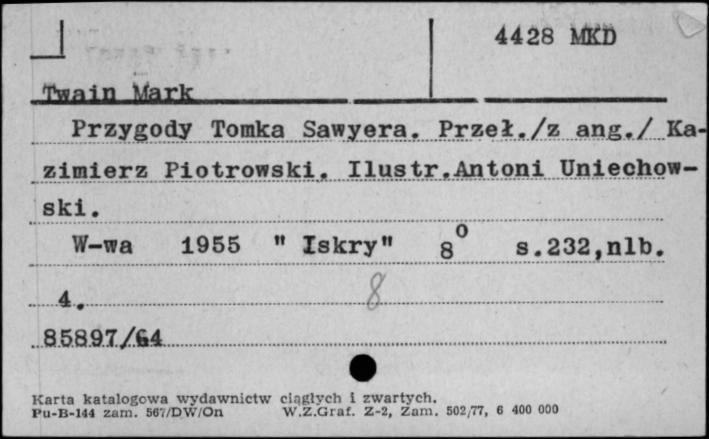 4428 MKD
Twain Mark
Przygody Tomka Sawyera. Przeł./z ang./ Ka-
zimierz Piotrowski. Ilustr.Antoni Uniechow-
ski.
W-wa 1955 " Iskry" 8⁰ s.232,nlb.
4. 8
85897/64
Karta katalogowa wydawnictw ciągłych i zwartych.
Pu-B-144 zam. 567/DW/On W.Z.Graf. Z-2, Zam. 502/77, 6 400 000